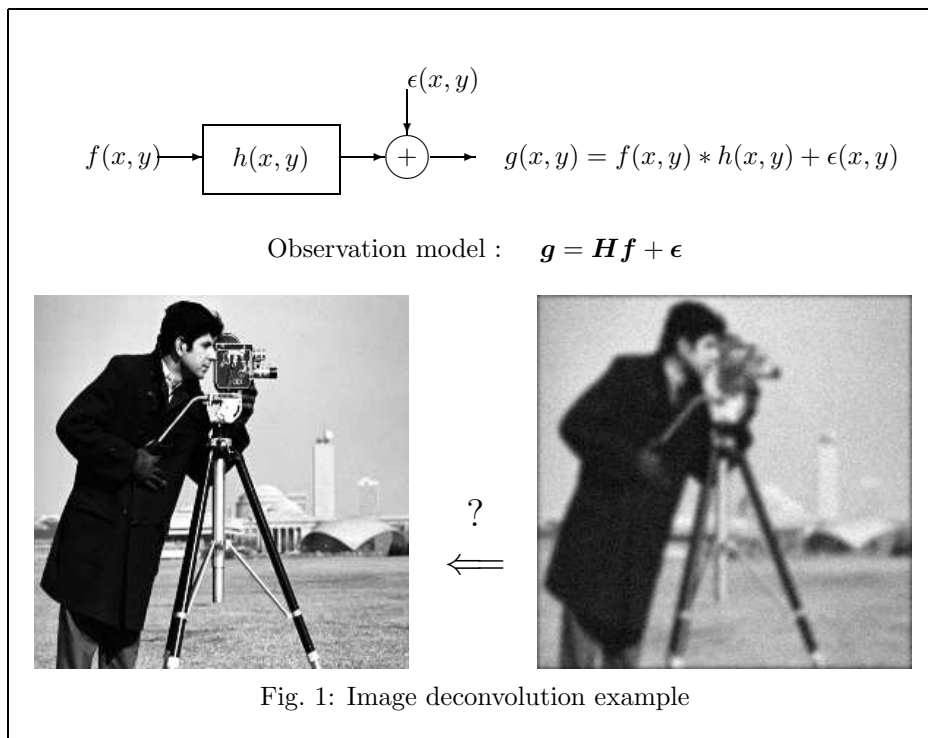 ϵ(x, y)
f(x, y) h(x, y) + g(x, y) = f(x, y) ∗ h(x, y) + ϵ(x, y)
Observation model : g = Hf + ϵ
?
⇐
Fig. 1: Image deconvolution example